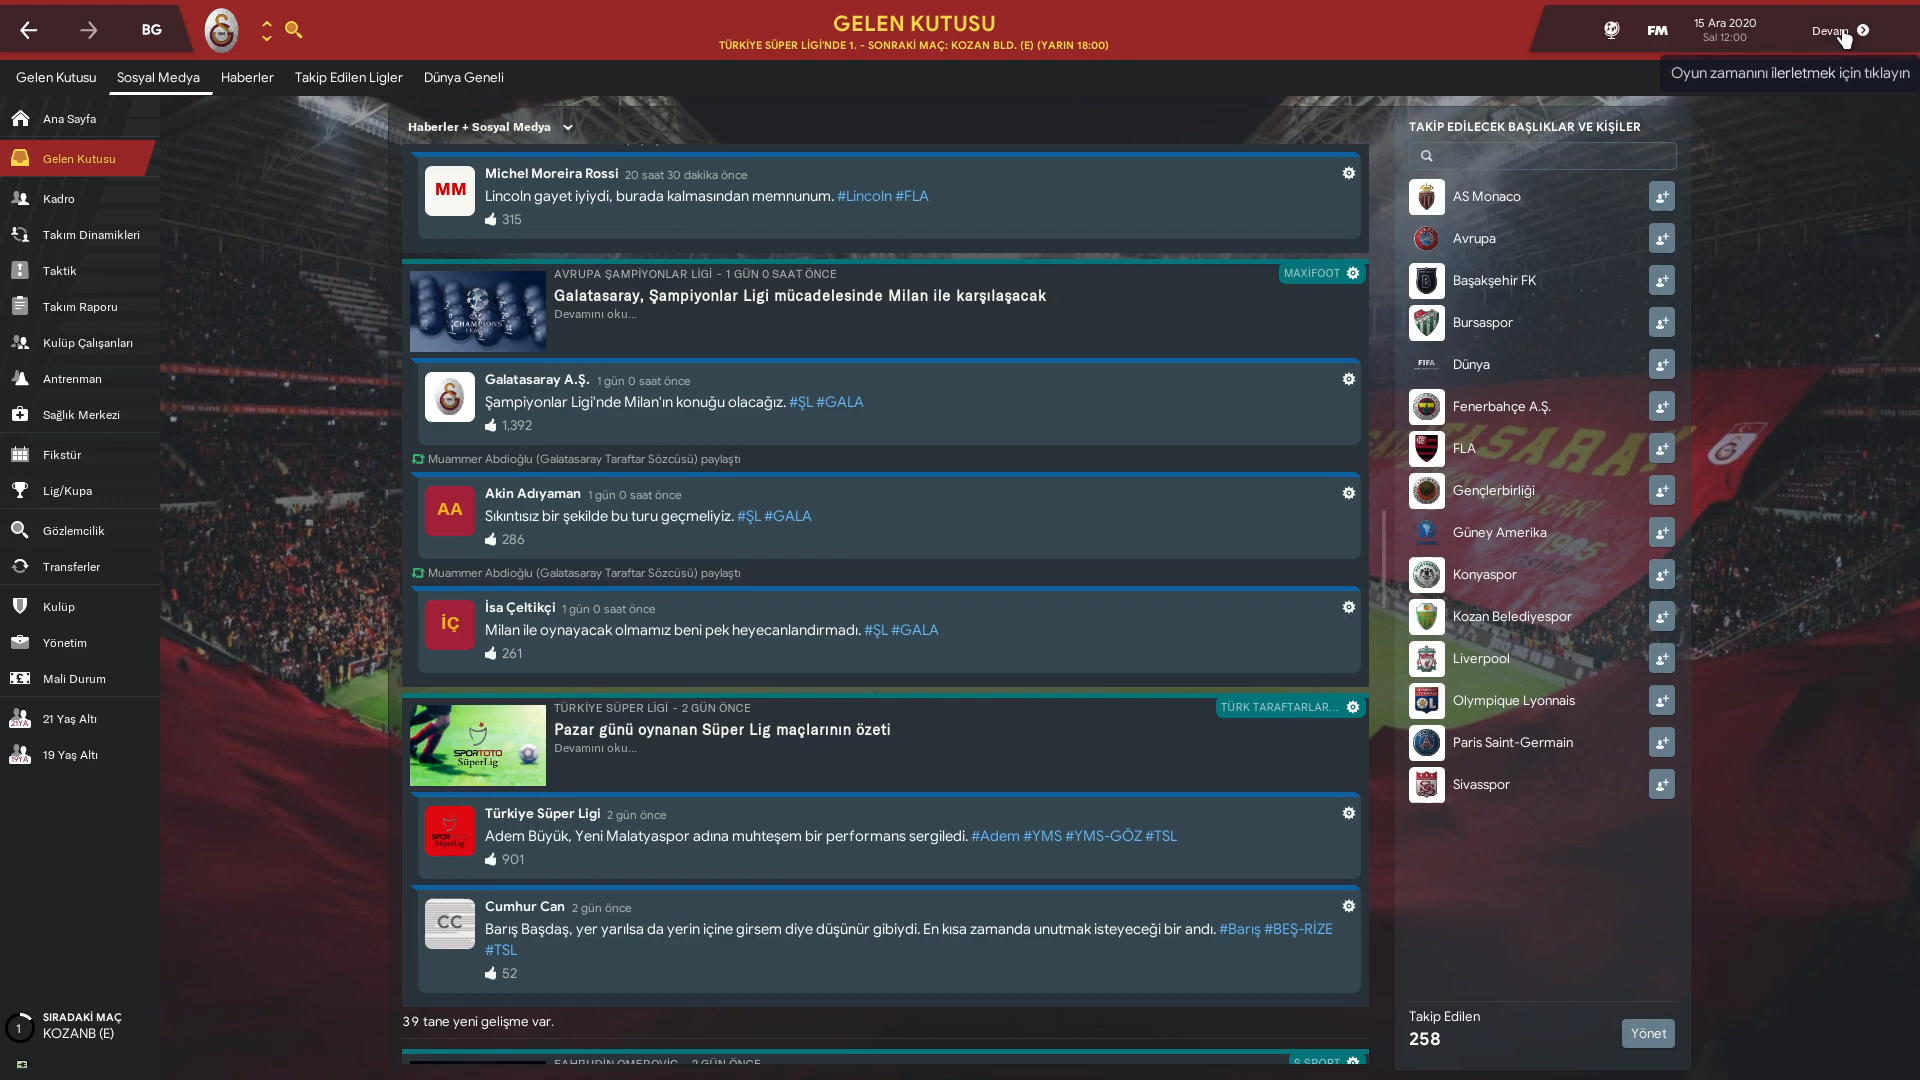 BG
GELEN KUTUSU
TÜRKİYE SÜPER LİGİ'NDE 1. - SONRAKİ MAÇ: KOZAN BLD. (E) (YARIN 18:00)
FM
15 Ara 2020
Sal 12:00
Devam
Oyun zamanını ilerletmek için tıklayın
Gelen Kutusu
Sosyal Medya
Haberler
Takip Edilen Ligler
Dünya Geneli
Ana Sayfa
Gelen Kutusu
Kadro
Takım Dinamikleri
Taktik
Takım Raporu
Kulüp Çalışanları
Antrenman
Sağlık Merkezi
Fikstür
Lig/Kupa
Gözlemcilik
Transferler
Kulüp
Yönetim
Mali Durum
21YA
21 Yaş Altı
19YA
19 Yaş Altı
1
SIRADAKİ MAÇ
KOZANB (E)
Haberler + Sosyal Medya
MM
Michel Moreira Rossi 20 saat 30 dakika önce
Lincoln gayet iyiydi, burada kalmasından memnunum. #Lincoln #FLA
315
AVRUPA ŞAMPİYONLAR LİGİ - 1 GÜN 0 SAAT ÖNCE
MAXİFOOT
Galatasaray, Şampiyonlar Ligi mücadelesinde Milan ile karşılaşacak
Devamını oku...
CHAMPIONS LEAGUE
Galatasaray A.Ş. 1 gün 0 saat önce
Şampiyonlar Ligi'nde Milan'ın konuğu olacağız. #ŞL #GALA
1,392
Muammer Abdioğlu (Galatasaray Taraftar Sözcüsü) paylaştı
AA
Akin Adıyaman 1 gün 0 saat önce
Sıkıntısız bir şekilde bu turu geçmeliyiz. #ŞL #GALA
286
Muammer Abdioğlu (Galatasaray Taraftar Sözcüsü) paylaştı
İÇ
İsa Çeltikçi 1 gün 0 saat önce
Milan ile oynayacak olmamız beni pek heyecanlandırmadı. #ŞL #GALA
261
TÜRKİYE SÜPER LİGİ - 2 GÜN ÖNCE
TÜRK TARAFTARLAR...
Pazar günü oynanan Süper Lig maçlarının özeti
Devamını oku...
SPORTOTO
SüperLig
Türkiye Süper Ligi 2 gün önce
Adem Büyük, Yeni Malatyaspor adına muhteşem bir performans sergiledi. #Adem #YMS #YMS-GÖZ #TSL
901
CC
Cumhur Can 2 gün önce
Barış Başdaş, yer yarılsa da yerin içine girsem diye düşünür gibiydi. En kısa zamanda unutmak isteyeceği bir andı. #Barış #BEŞ-RİZE
#TSL
52
39 tane yeni gelişme var.
FAHRUDİN OMEROVİÇ - 2 GÜN ÖNCE
S SPORT
TAKİP EDİLECEK BAŞLIKLAR VE KİŞİLER
AS Monaco
Avrupa
Başakşehir FK
Bursaspor
FIFA
Dünya
Fenerbahçe A.Ş.
FLA
Gençlerbirliği
Güney Amerika
Konyaspor
Kozan Belediyespor
Liverpool
Olympique Lyonnais
Paris Saint-Germain
Sivasspor
Takip Edilen
258
Yönet